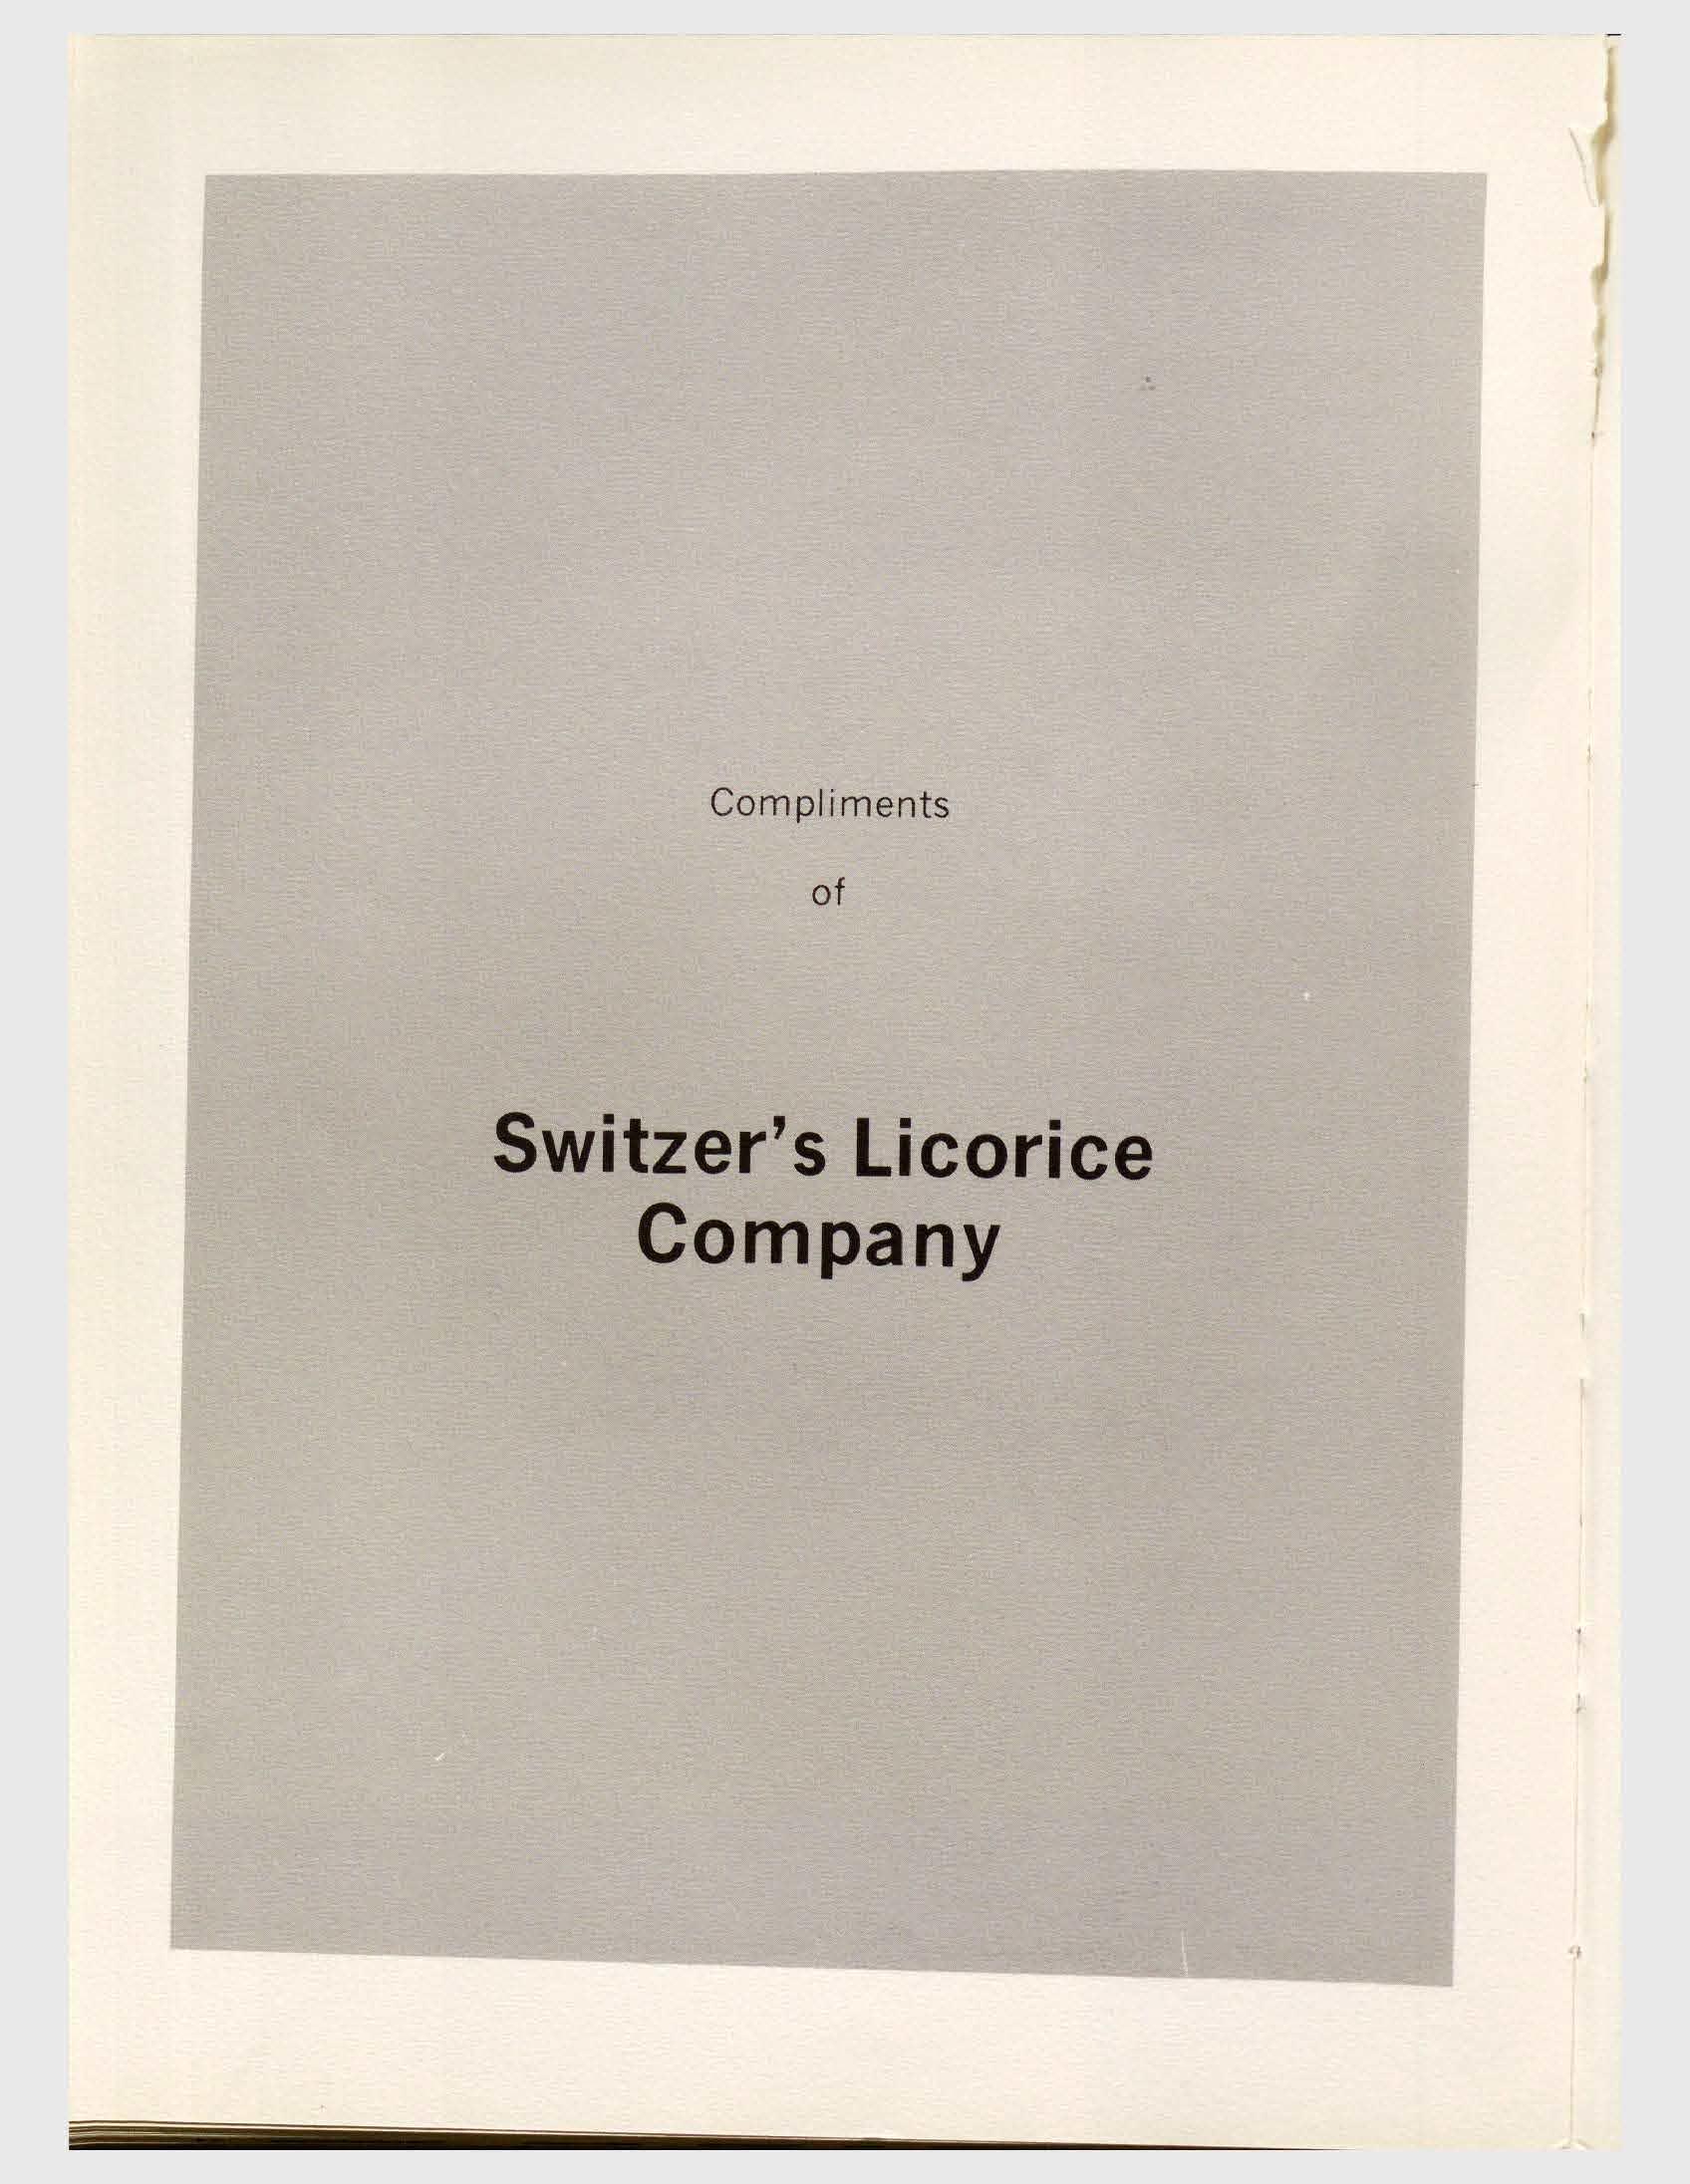 Compliments
of
Switzer's Licorice
Company